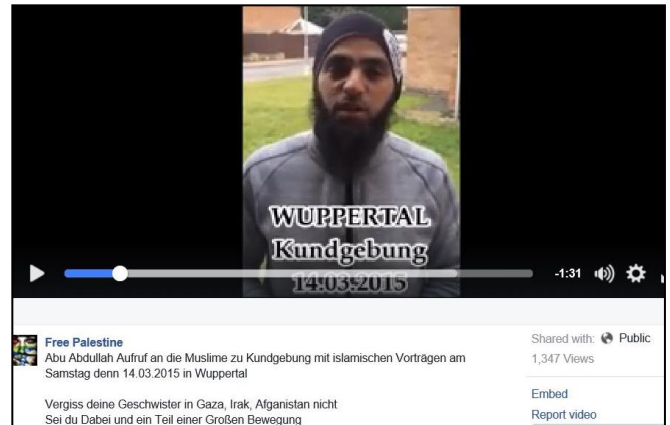 WUPPERTAL
Kundgebung
14.03.2015
-1:31
Free Palestine
Abu Abdullah Aufruf an die Muslime zu Kundgebung mit islamischen Vorträgen am
Samstag denn 14.03.2015 in Wuppertal
Vergiss deine Geschwister in Gaza, Irak, Afganistan nicht
Sei du Dabei und ein Teil einer Großen Bewegung
Shared with: Public
1,347 Views
Embed
Report video